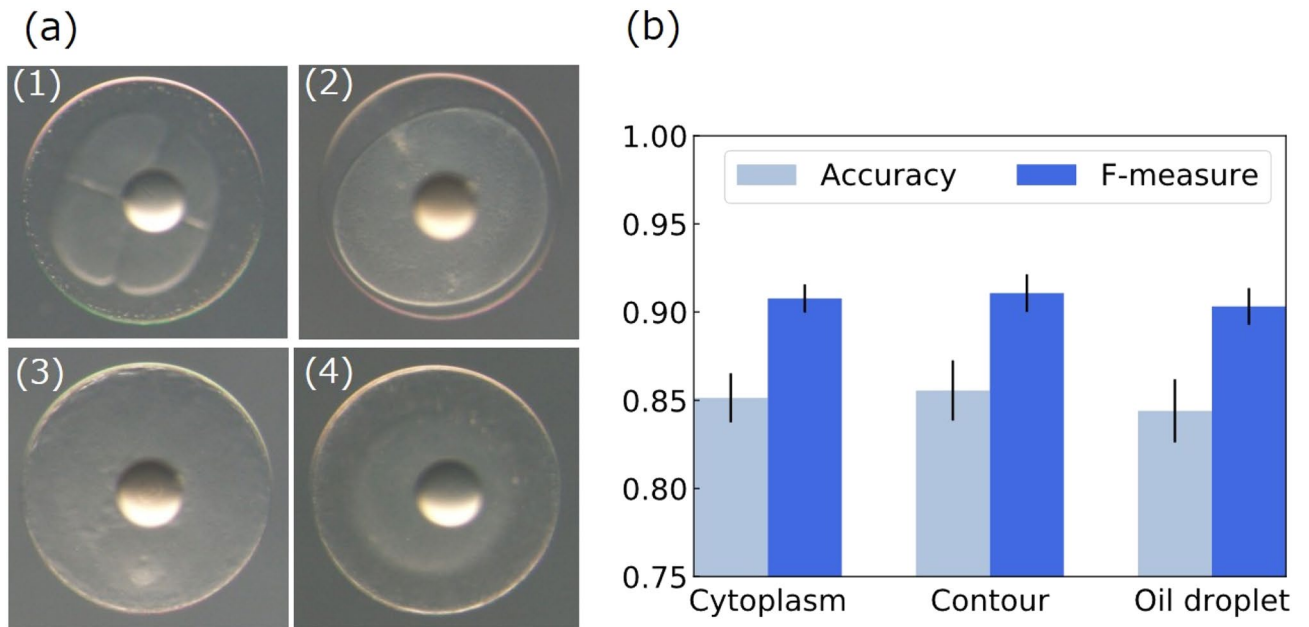 (a)
(1)
(2)
(3)
(4)
(b)
1.00
0.95
0.90
0.85
0.80
0.75
Accuracy
F-measure
Cytoplasm
Contour
Oil droplet